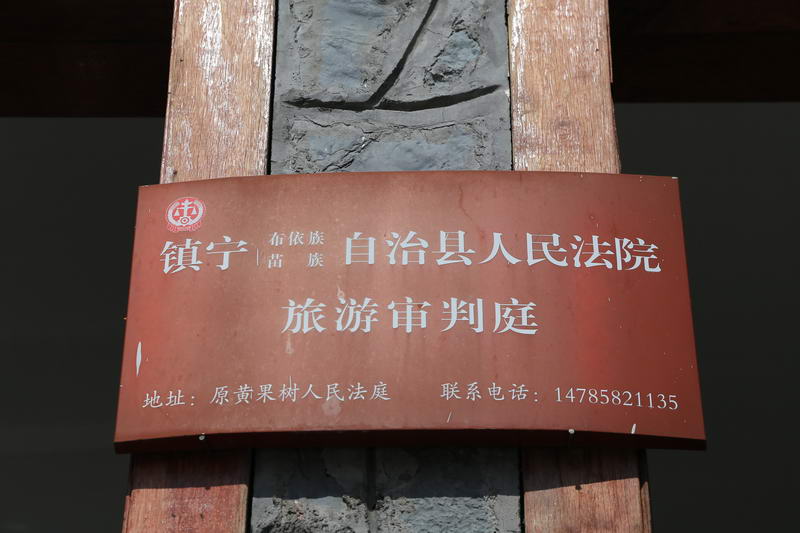 镇宁布依族苗族自治县人民法院
旅游审判庭
地址：原黄果树人民法庭 联系电话：14785821135